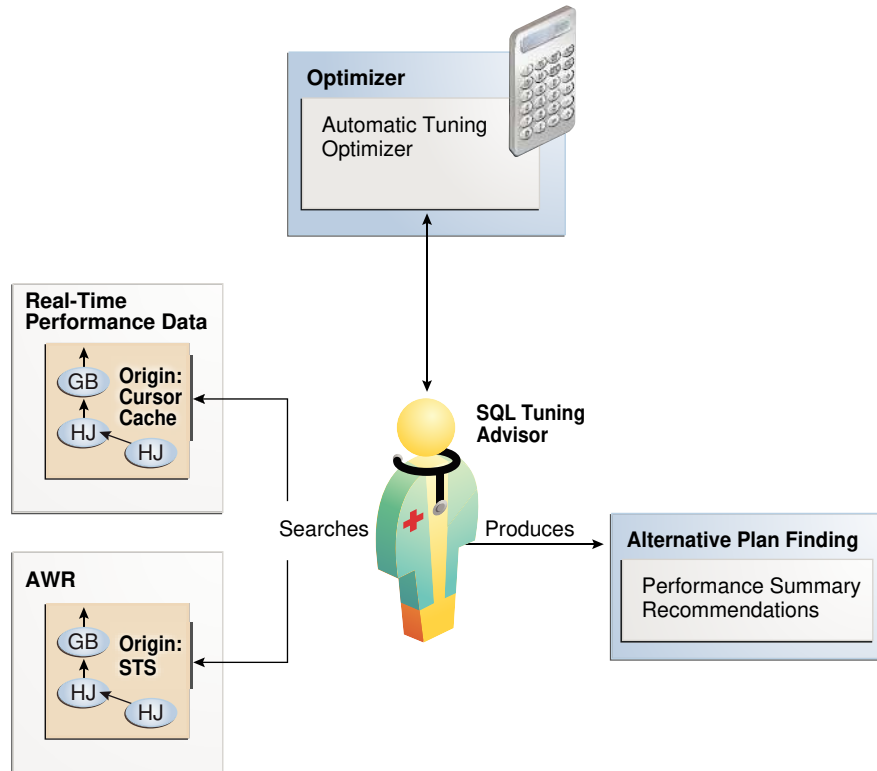 Optimizer
Automatic Tuning
Optimizer
Real-Time
Performance Data
GB
Origin:
Cursor
Cache
HJ
HJ
SQL Tuning
Advisor
Searches
Produces
Alternative Plan Finding
Performance Summary
Recommendations
AWR
GB
Origin:
STS
HJ
HJ